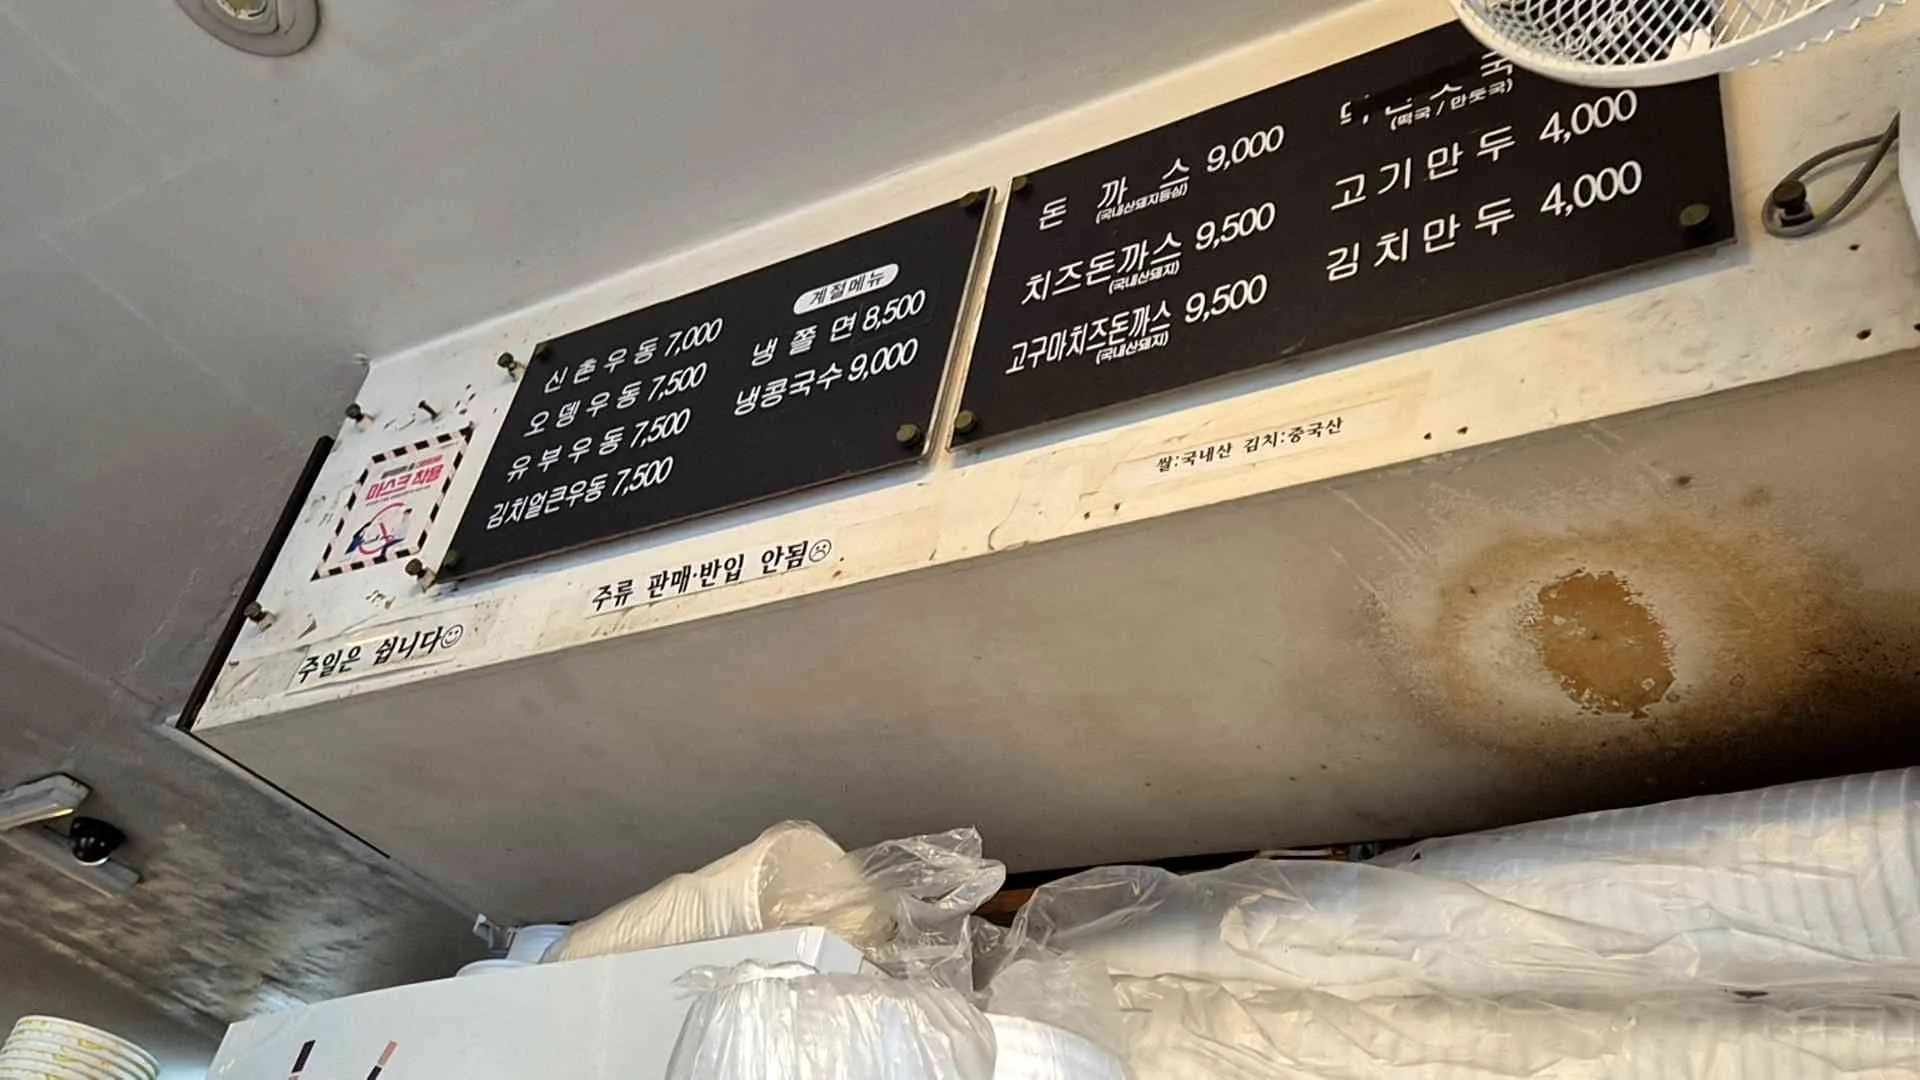 신촌우동 7,000
오뎅우동 7,500
유부우동 7,500
김치얼큰우동 7,500
계절메뉴
냉쫄면 8,500
냉콩국수 9,000
돈까스 9,000
(국내산돼지등심)
치즈돈까스 9,500
(국내산돼지)
고구마치즈돈까스 9,500
(국내산돼지)
국
(떡국 / 만둣국)
고기만두 4,000
김치만두 4,000
쌀:국내산 김치:중국산
마스크 착용
주류 판매·반입 안됨☹
주일은 쉽니다☺